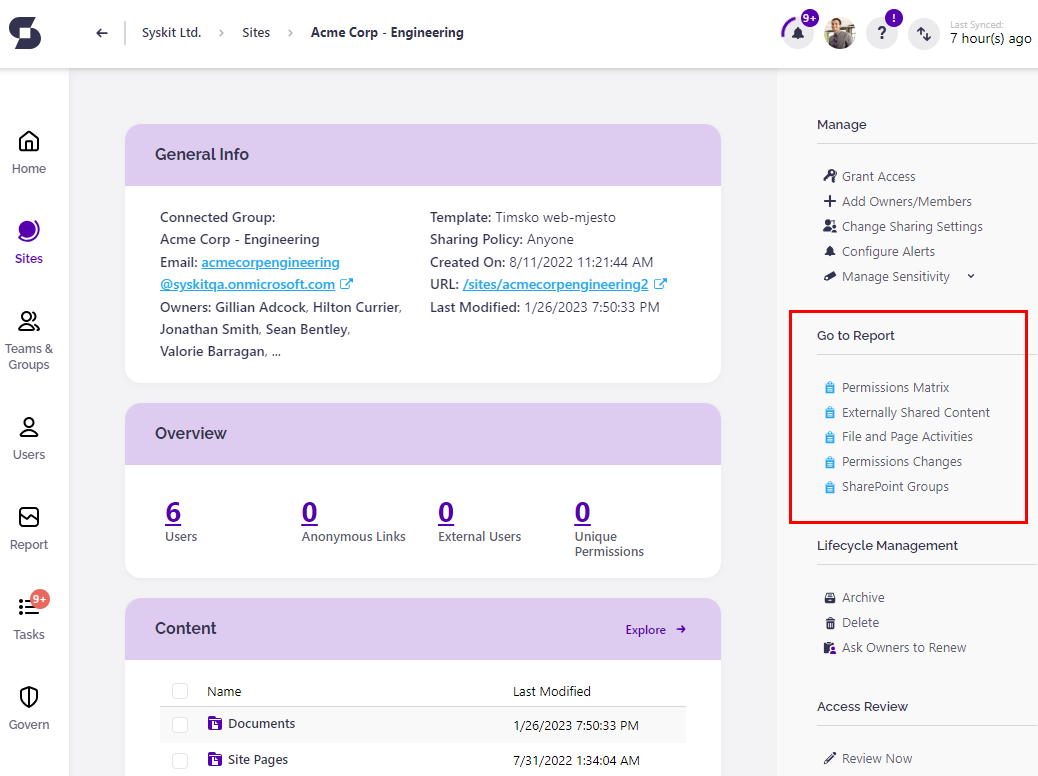 Syskit Ltd. > Sites > Acme Corp - Engineering
9+
!
?
Last Synced:
7 hour(s) ago
Home
Sites
Teams &
Groups
Users
Report
9+
Tasks
Govern
General Info
Connected Group:
Acme Corp - Engineering
Email: acmecorpengineering
@syskitqa.onmicrosoft.com
Owners: Gillian Adcock, Hilton Currier,
Jonathan Smith, Sean Bentley,
Valorie Barragan, ...
Template: Timsko web-mjesto
Sharing Policy: Anyone
Created On: 8/11/2022 11:21:44 AM
URL: /sites/acmecorpengineering2
Last Modified: 1/26/2023 7:50:33 PM
Overview
6
Users
0
Anonymous Links
0
External Users
0
Unique
Permissions
Content
Explore
Name Last Modified
Documents 1/26/2023 7:50:33 PM
Site Pages 7/31/2022 1:34:04 AM
Manage
Grant Access
Add Owners/Members
Change Sharing Settings
Configure Alerts
Manage Sensitivity
Go to Report
Permissions Matrix
Externally Shared Content
File and Page Activities
Permissions Changes
SharePoint Groups
Lifecycle Management
Archive
Delete
Ask Owners to Renew
Access Review
Review Now